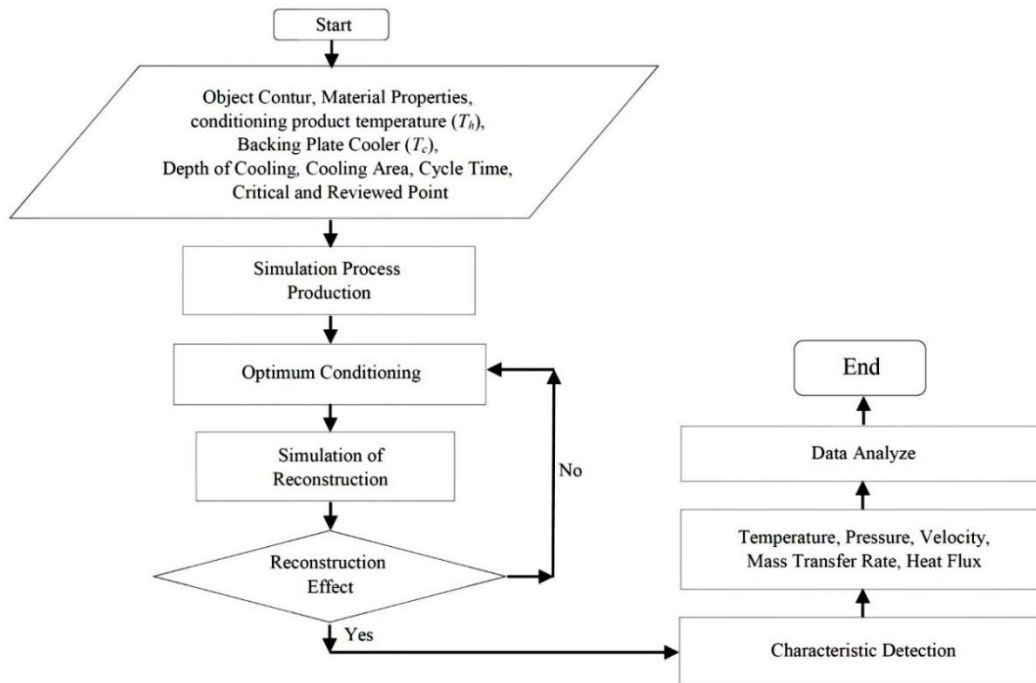 Start
Object Contur, Material Properties,
conditioning product temperature (Th),
Backing Plate Cooler (Tc),
Depth of Cooling, Cooling Area, Cycle Time,
Critical and Reviewed Point
Simulation Process
Production
Optimum Conditioning
Simulation of
Reconstruction
No
Reconstruction
Effect
Yes
Characteristic Detection
Temperature, Pressure, Velocity,
Mass Transfer Rate, Heat Flux
Data Analyze
End